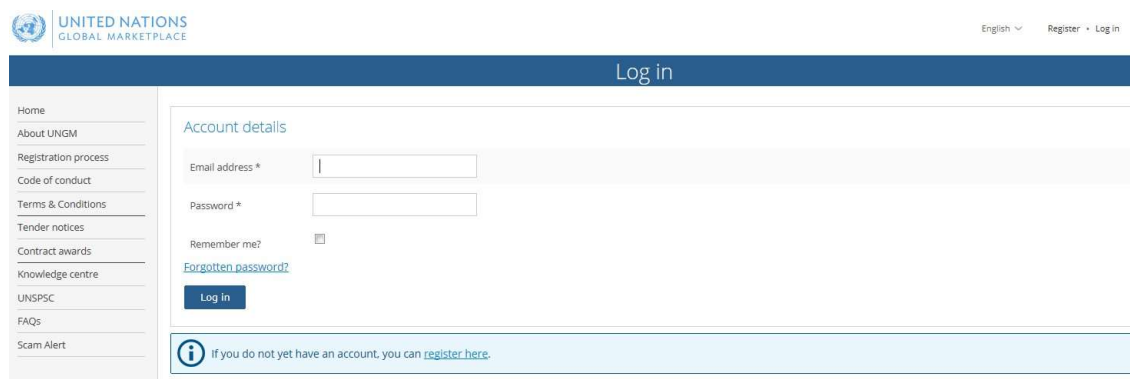 UNITED NATIONS
GLOBAL MARKETPLACE
English
Register • Log in
Log in
Home
About UNGM
Registration process
Code of conduct
Terms & Conditions
Tender notices
Contract awards
Knowledge centre
UNSPSC
FAQs
Scam Alert
Account details
Email address *
Password *
Remember me?
Forgotten password?
Log in
If you do not yet have an account, you can register here.